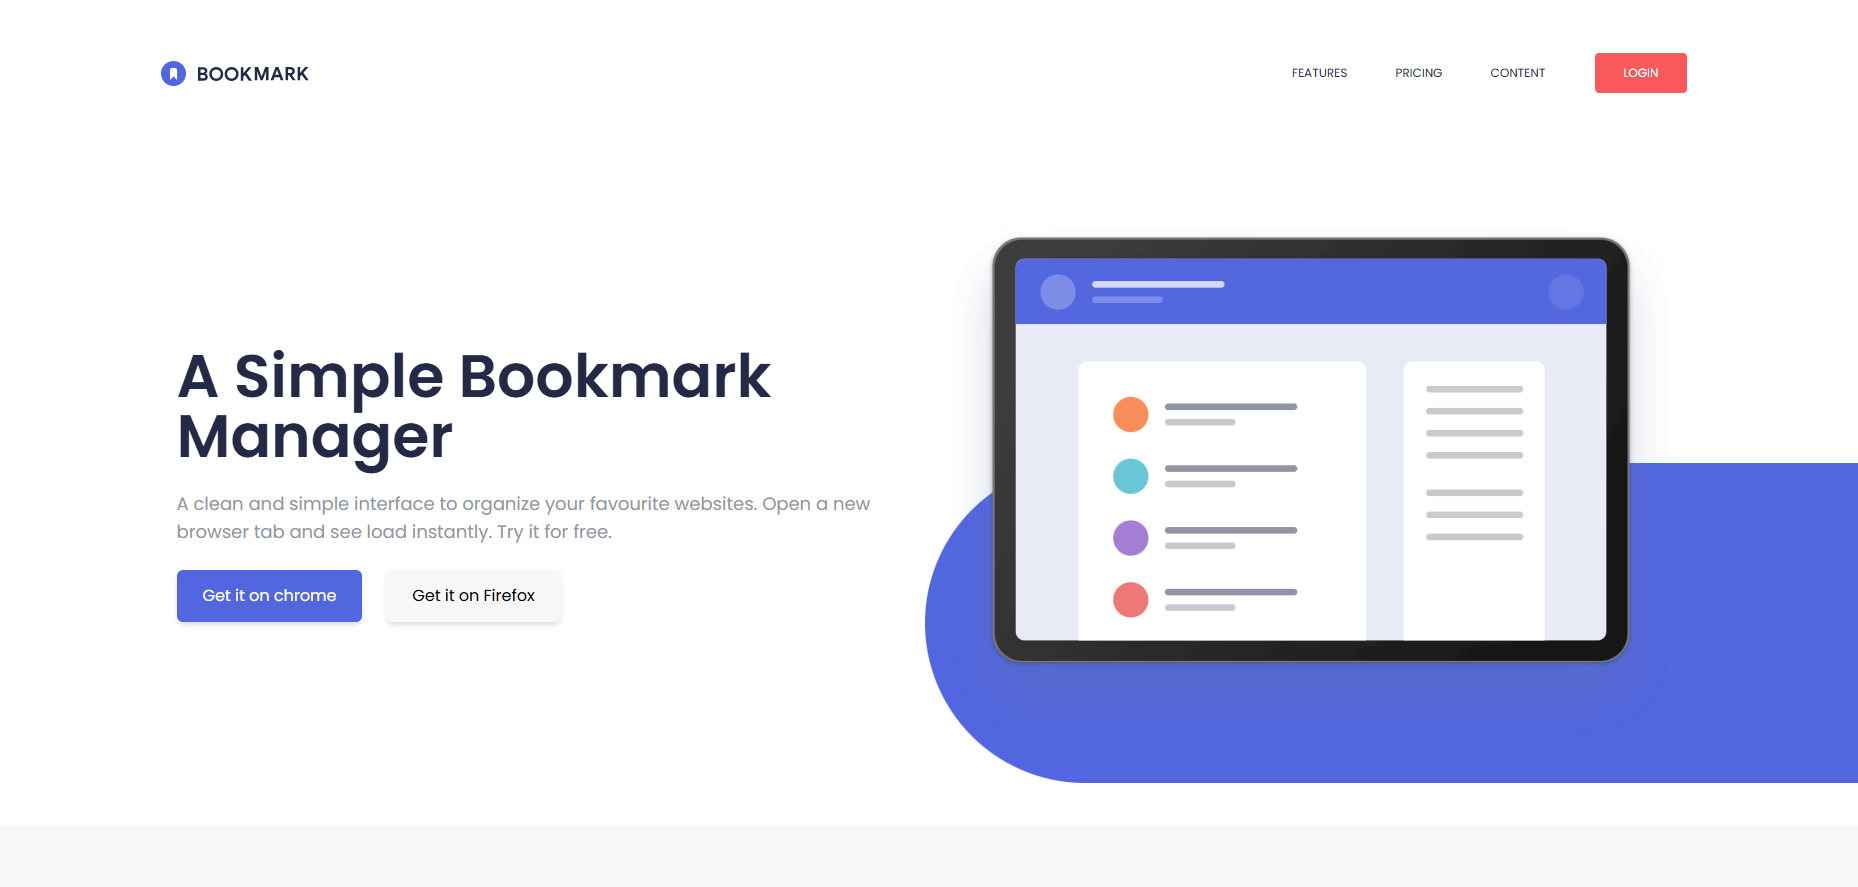 BOOKMARK
FEATURES
PRICING
CONTENT
LOGIN
A Simple Bookmark
Manager
A clean and simple interface to organize your favourite websites. Open a new
browser tab and see load instantly. Try it for free.
Get it on chrome
Get it on Firefox